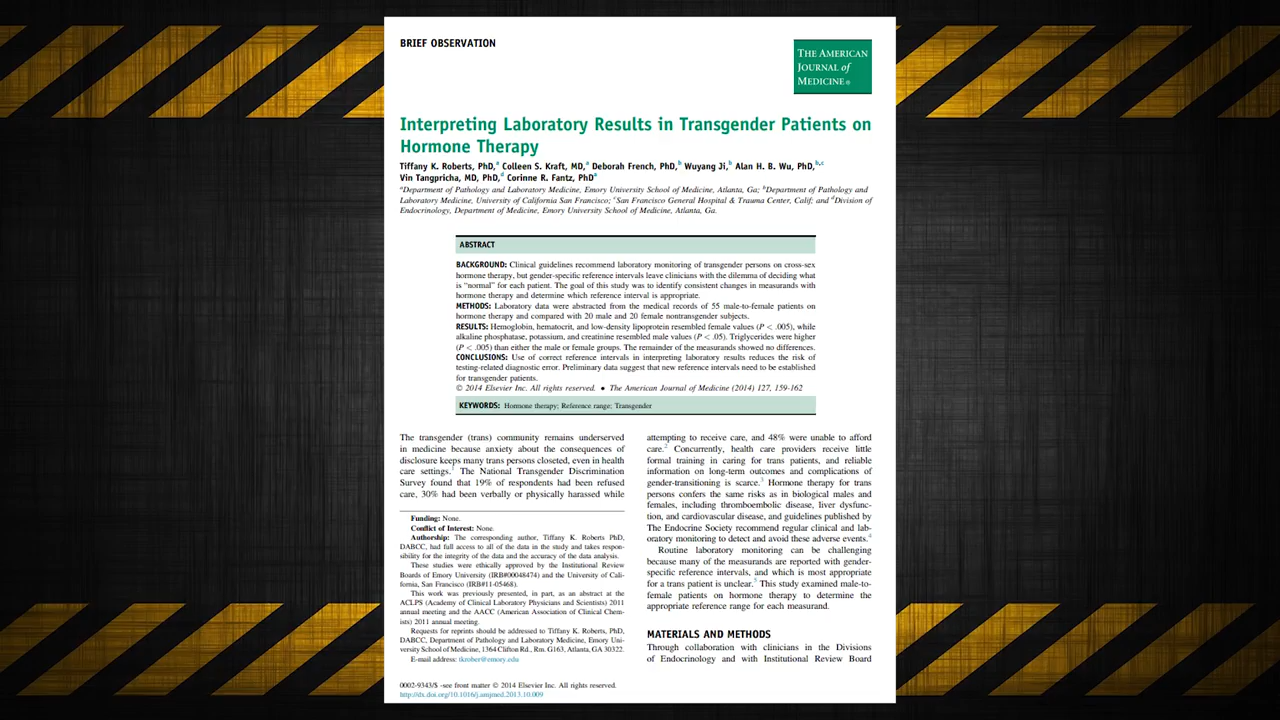 BRIEF OBSERVATION
THE AMERICAN
JOURNAL of
MEDICINE®
Interpreting Laboratory Results in Transgender Patients on
Hormone Therapy
Tiffany K. Roberts, PhD,a Colleen S. Kraft, MD,a Deborah French, PhD,b Wuyang Ji,b Alan H. B. Wu, PhD,b,c
Vin Tangpricha, MD, PhD,d Corinne R. Fantz, PhDa
aDepartment of Pathology and Laboratory Medicine, Emory University School of Medicine, Atlanta, Ga; bDepartment of Pathology and
Laboratory Medicine, University of California San Francisco; cSan Francisco General Hospital & Trauma Center, Calif; and dDivision of
Endocrinology, Department of Medicine, Emory University School of Medicine, Atlanta, Ga.
ABSTRACT
BACKGROUND: Clinical guidelines recommend laboratory monitoring of transgender persons on cross-sex
hormone therapy, but gender-specific reference intervals leave clinicians with the dilemma of deciding what
is “normal” for each patient. The goal of this study was to identify consistent changes in measurands with
hormone therapy and determine which reference interval is appropriate.
METHODS: Laboratory data were abstracted from the medical records of 55 male-to-female patients on
hormone therapy and compared with 20 male and 20 female nontransgender subjects.
RESULTS: Hemoglobin, hematocrit, and low-density lipoprotein resembled female values (P < .005), while
alkaline phosphatase, potassium, and creatinine resembled male values (P < .05). Triglycerides were higher
(P < .005) than either the male or female groups. The remainder of the measurands showed no differences.
CONCLUSIONS: Use of correct reference intervals in interpreting laboratory results reduces the risk of
testing-related diagnostic error. Preliminary data suggest that new reference intervals need to be established
for transgender patients.
© 2014 Elsevier Inc. All rights reserved. • The American Journal of Medicine (2014) 127, 159-162
KEYWORDS: Hormone therapy; Reference range; Transgender
The transgender (trans) community remains underserved
in medicine because anxiety about the consequences of
disclosure keeps many trans persons closeted, even in health
care settings.1 The National Transgender Discrimination
Survey found that 19% of respondents had been refused
care, 30% had been verbally or physically harassed while
Funding: None.
Conflict of Interest: None.
Authorship: The corresponding author, Tiffany K. Roberts PhD,
DABCC, had full access to all of the data in the study and takes respon-
sibility for the integrity of the data and the accuracy of the data analysis.
These studies were ethically approved by the Institutional Review
Boards of Emory University (IRB#00048474) and the University of Cali-
fornia, San Francisco (IRB#11-05468).
This work was previously presented, in part, as an abstract at the
ACLPS (Academy of Clinical Laboratory Physicians and Scientists) 2011
annual meeting and the AACC (American Association of Clinical Chem-
ists) 2011 annual meeting.
Requests for reprints should be addressed to Tiffany K. Roberts, PhD,
DABCC, Department of Pathology and Laboratory Medicine, Emory Uni-
versity School of Medicine, 1364 Clifton Rd., Rm. G163, Atlanta, GA 30322.
E-mail address: tkrober@emory.edu
0002-9343/$ -see front matter © 2014 Elsevier Inc. All rights reserved.
http://dx.doi.org/10.1016/j.amjmed.2013.10.009
attempting to receive care, and 48% were unable to afford
care.2 Concurrently, health care providers receive little
formal training in caring for trans patients, and reliable
information on long-term outcomes and complications of
gender-transitioning is scarce.3 Hormone therapy for trans
persons confers the same risks as in biological males and
females, including thromboembolic disease, liver dysfunc-
tion, and cardiovascular disease, and guidelines published by
The Endocrine Society recommend regular clinical and lab-
oratory monitoring to detect and avoid these adverse events.4
Routine laboratory monitoring can be challenging
because many of the measurands are reported with gender-
specific reference intervals, and which is most appropriate
for a trans patient is unclear.5 This study examined male-to-
female patients on hormone therapy to determine the
appropriate reference range for each measurand.
MATERIALS AND METHODS
Through collaboration with clinicians in the Divisions
of Endocrinology and with Institutional Review Board